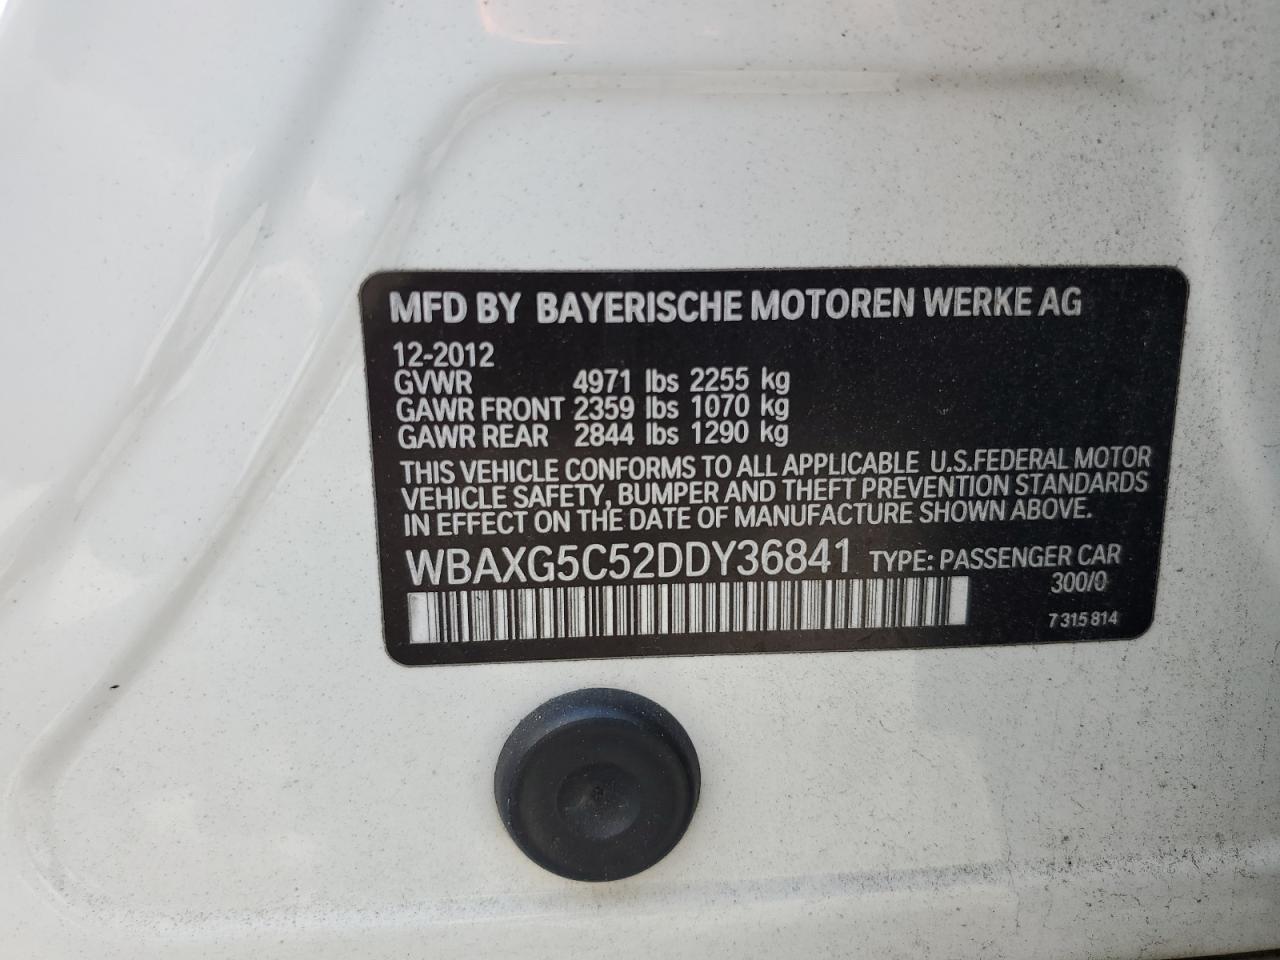 MFD BY BAYERISCHE MOTOREN WERKE AG
12-2012
GVWR 4971 lbs 2255 kg
GAWR FRONT 2359 lbs 1070 kg
GAWR REAR 2844 lbs 1290 kg
THIS VEHICLE CONFORMS TO ALL APPLICABLE U.S.FEDERAL MOTOR
VEHICLE SAFETY, BUMPER AND THEFT PREVENTION STANDARDS
IN EFFECT ON THE DATE OF MANUFACTURE SHOWN ABOVE.
WBAXG5C52DDY36841 TYPE: PASSENGER CAR
300/0
7 315 814